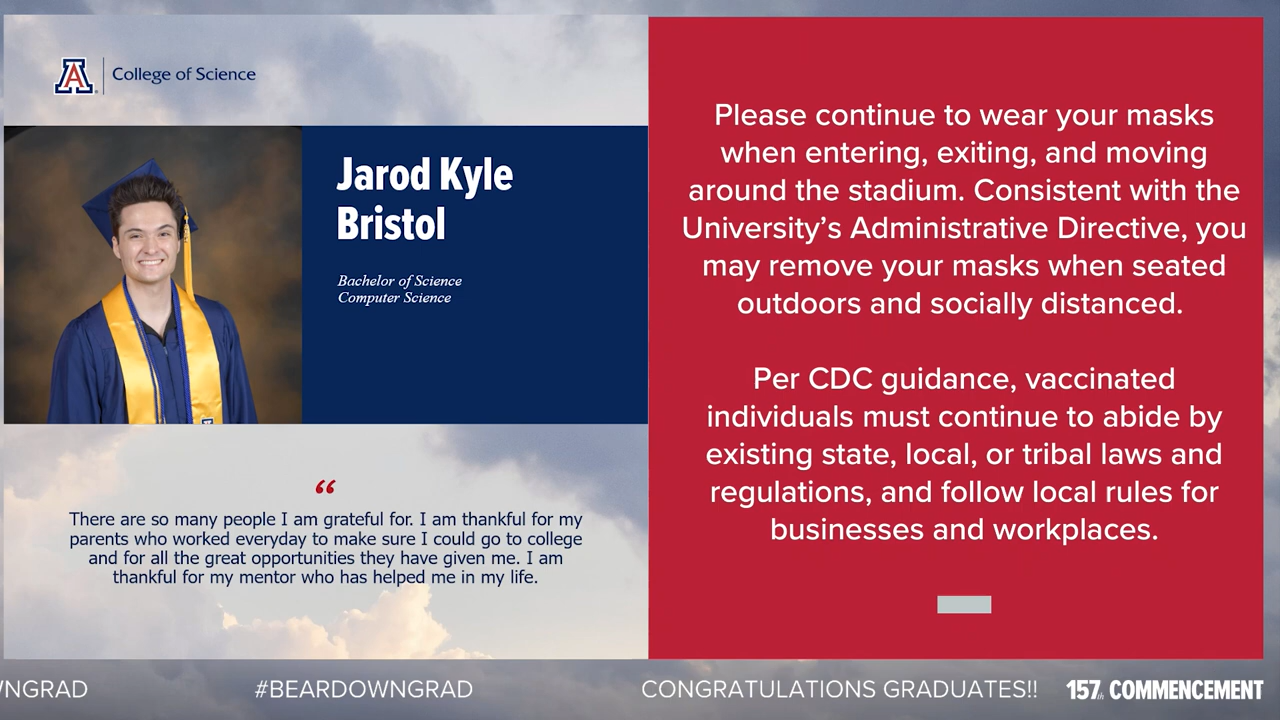 A
College of Science
Jarod Kyle
Bristol
Bachelor of Science
Computer Science
“
There are so many people I am grateful for. I am thankful for my
parents who worked everyday to make sure I could go to college
and for all the great opportunities they have given me. I am
thankful for my mentor who has helped me in my life.
Please continue to wear your masks
when entering, exiting, and moving
around the stadium. Consistent with the
University’s Administrative Directive, you
may remove your masks when seated
outdoors and socially distanced.
Per CDC guidance, vaccinated
individuals must continue to abide by
existing state, local, or tribal laws and
regulations, and follow local rules for
businesses and workplaces.
WNGRAD #BEARDOWNGRAD CONGRATULATIONS GRADUATES!! 157th COMMENCEMENT